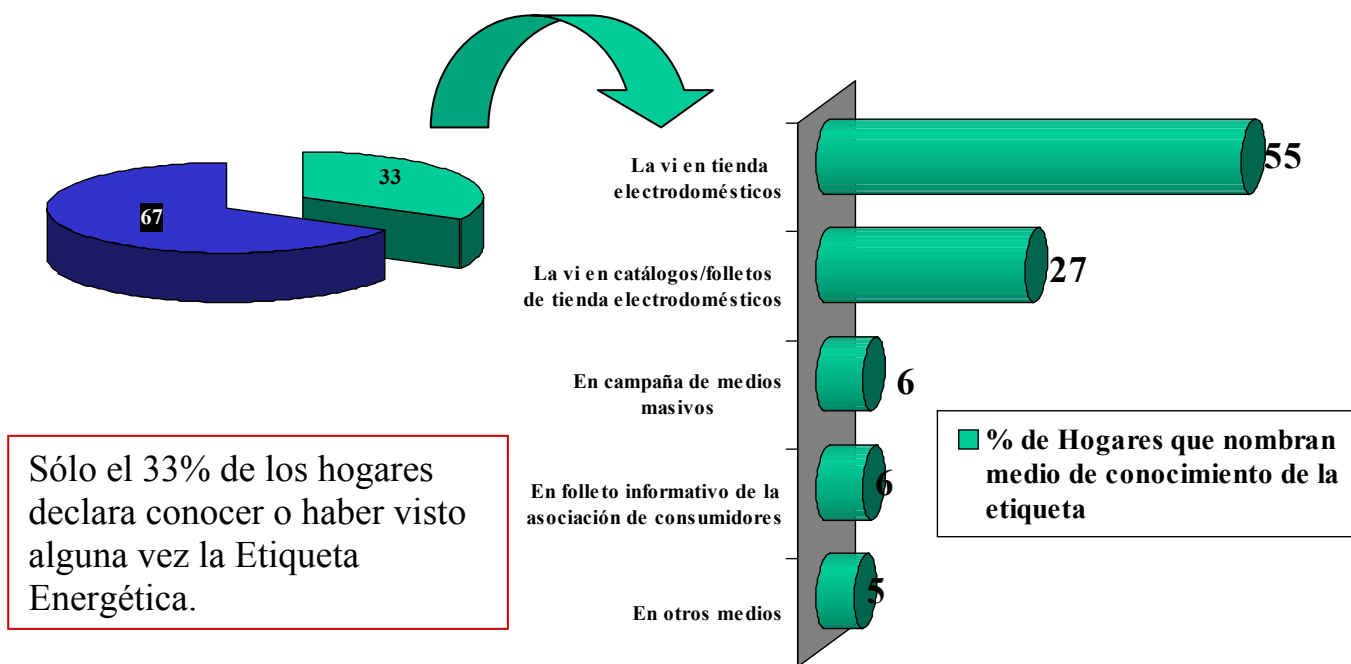 33
67
La vi en tienda
electrodomésticos
55
La vi en catálogos/folletos
de tienda electrodomésticos
27
En campaña de medios
masivos
6
En folleto informativo de la
asociación de consumidores
6
En otros medios
5
% de Hogares que nombran
medio de conocimiento de la
etiqueta
Sólo el 33% de los hogares
declara conocer o haber visto
alguna vez la Etiqueta
Energética.